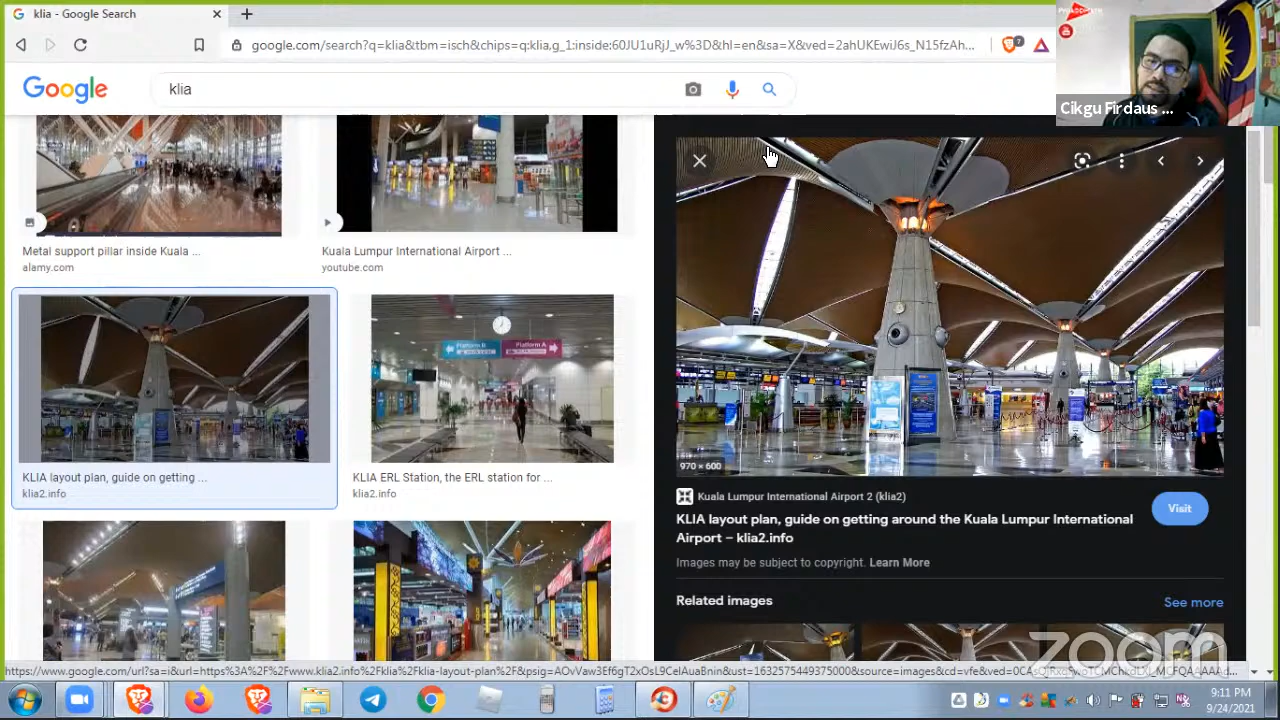 klia - Google Search
google.com/search?q=klia&tbm=isch&chips=q:klia,g_1:inside:60JU1uRjJ_w%3D&hl=en&sa=X&ved=2ahUKEwiJ6s_N15fzAh...
Cikgu Firdaus ...
Google
klia
Metal support pillar inside Kuala ...
alamy.com
Kuala Lumpur International Airport ...
youtube.com
Platform B
Platform A
KLIA layout plan, guide on getting ...
klia2.info
KLIA ERL Station, the ERL station for ...
klia2.info
970 × 600
Kuala Lumpur International Airport 2 (klia2)
KLIA layout plan, guide on getting around the Kuala Lumpur International
Airport – klia2.info
Visit
Images may be subject to copyright. Learn More
Related images
See more
zoom
9:11 PM
9/24/2021